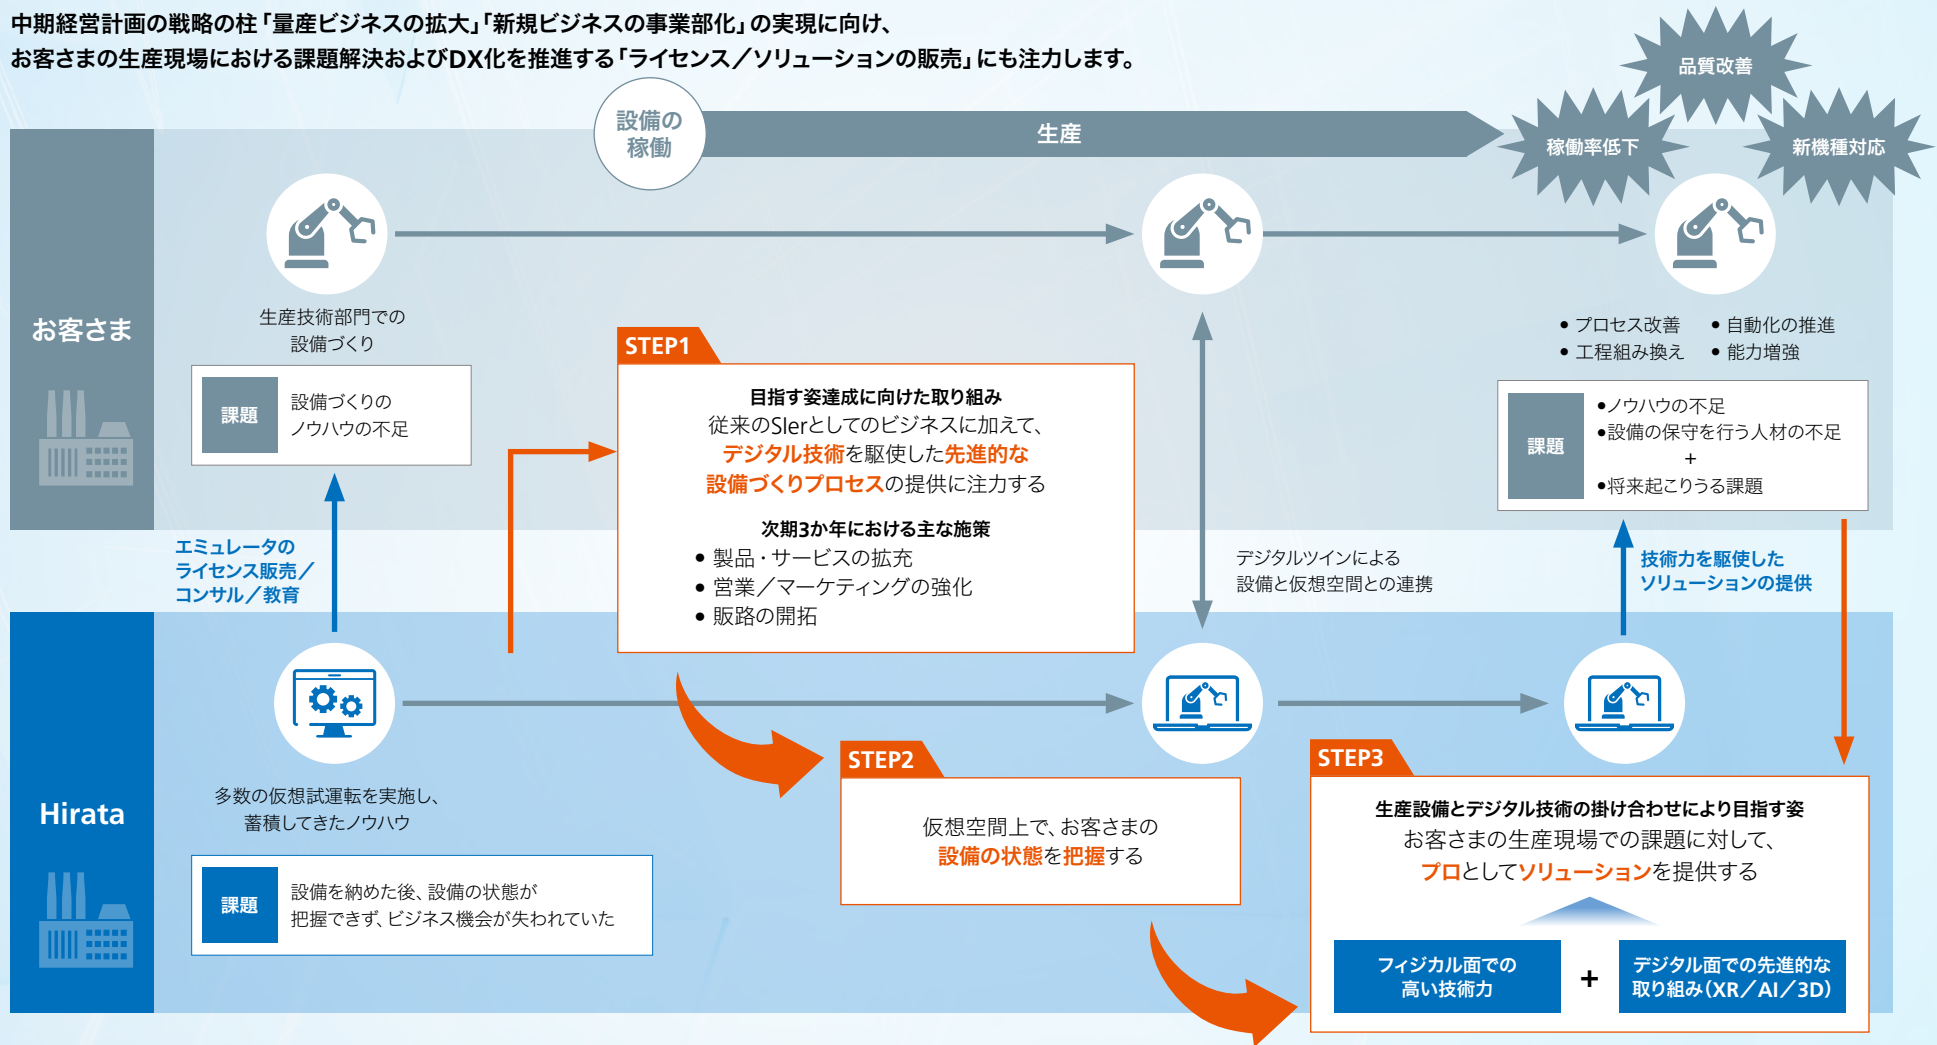 中期経営計画の戦略の柱「量産ビジネスの拡大」「新規ビジネスの事業部化」の実現に向け、
お客さまの生産現場における課題解決およびDX化を推進する「ライセンス／ソリューションの販売」にも注力します。
品質改善
設備の
稼働
生産
稼働率低下
新機種対応
お客さま
生産技術部門での
設備づくり
課題
設備づくりの
ノウハウの不足
STEP1
目指す姿達成に向けた取り組み
従来のSIerとしてのビジネスに加えて、
デジタル技術を駆使した先進的な
設備づくりプロセスの提供に注力する
次期3か年における主な施策
● 製品・サービスの拡充
● 営業／マーケティングの強化
● 販路の開拓
● プロセス改善 ● 自動化の推進
● 工程組み換え ● 能力増強
課題
●ノウハウの不足
●設備の保守を行う人材の不足
+
●将来起こりうる課題
エミュレータの
ライセンス販売／
コンサル／教育
デジタルツインによる
設備と仮想空間との連携
技術力を駆使した
ソリューションの提供
Hirata
多数の仮想試運転を実施し、
蓄積してきたノウハウ
課題
設備を納めた後、設備の状態が
把握できず、ビジネス機会が失われていた
STEP2
仮想空間上で、お客さまの
設備の状態を把握する
STEP3
生産設備とデジタル技術の掛け合わせにより目指す姿
お客さまの生産現場での課題に対して、
プロとしてソリューションを提供する
フィジカル面での
高い技術力
+
デジタル面での先進的な
取り組み（XR／AI／3D）